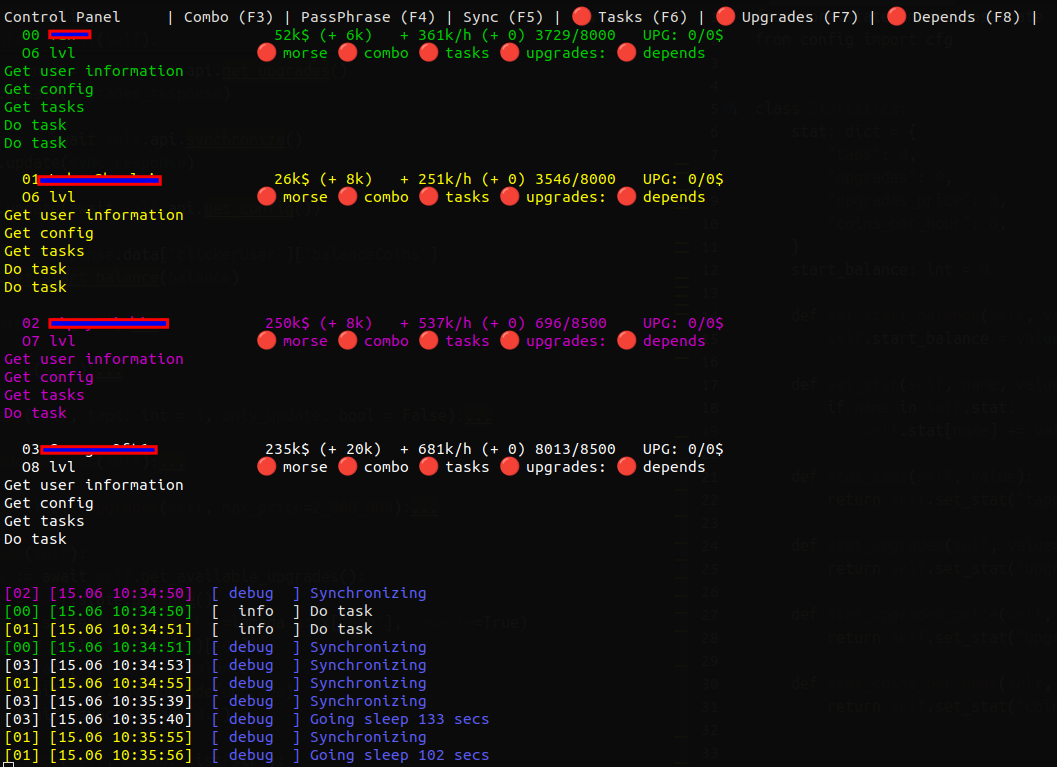 Control Panel | Combo (F3) | PassPhrase (F4) | Sync (F5) | 🔴 Tasks (F6) | 🔴 Upgrades (F7) | 🔴 Depends (F8) |
00 52k$ (+ 6k) + 361k/h (+ 0) 3729/8000 UPG: 0/0$
06 lvl 🔴 morse 🔴 combo 🔴 tasks 🔴 upgrades: 🔴 depends
Get user information
Get config
Get tasks
Do task
Do task
01 26k$ (+ 8k) + 251k/h (+ 0) 3546/8000 UPG: 0/0$
06 lvl 🔴 morse 🔴 combo 🔴 tasks 🔴 upgrades: 🔴 depends
Get user information
Get config
Get tasks
Do task
Do task
02 250k$ (+ 8k) + 537k/h (+ 0) 696/8500 UPG: 0/0$
07 lvl 🔴 morse 🔴 combo 🔴 tasks 🔴 upgrades: 🔴 depends
Get user information
Get config
Get tasks
Do task
03 235k$ (+ 20k) + 681k/h (+ 0) 8013/8500 UPG: 0/0$
08 lvl 🔴 morse 🔴 combo 🔴 tasks 🔴 upgrades: 🔴 depends
Get user information
Get config
Get tasks
Do task
[02] [15.06 10:34:50] [ debug ] Synchronizing
[00] [15.06 10:34:50] [ info ] Do task
[01] [15.06 10:34:51] [ info ] Do task
[00] [15.06 10:34:51] [ debug ] Synchronizing
[03] [15.06 10:34:53] [ debug ] Synchronizing
[01] [15.06 10:34:55] [ debug ] Synchronizing
[03] [15.06 10:35:39] [ debug ] Synchronizing
[03] [15.06 10:35:40] [ debug ] Going sleep 133 secs
[01] [15.06 10:35:55] [ debug ] Synchronizing
[01] [15.06 10:35:56] [ debug ] Going sleep 102 secs